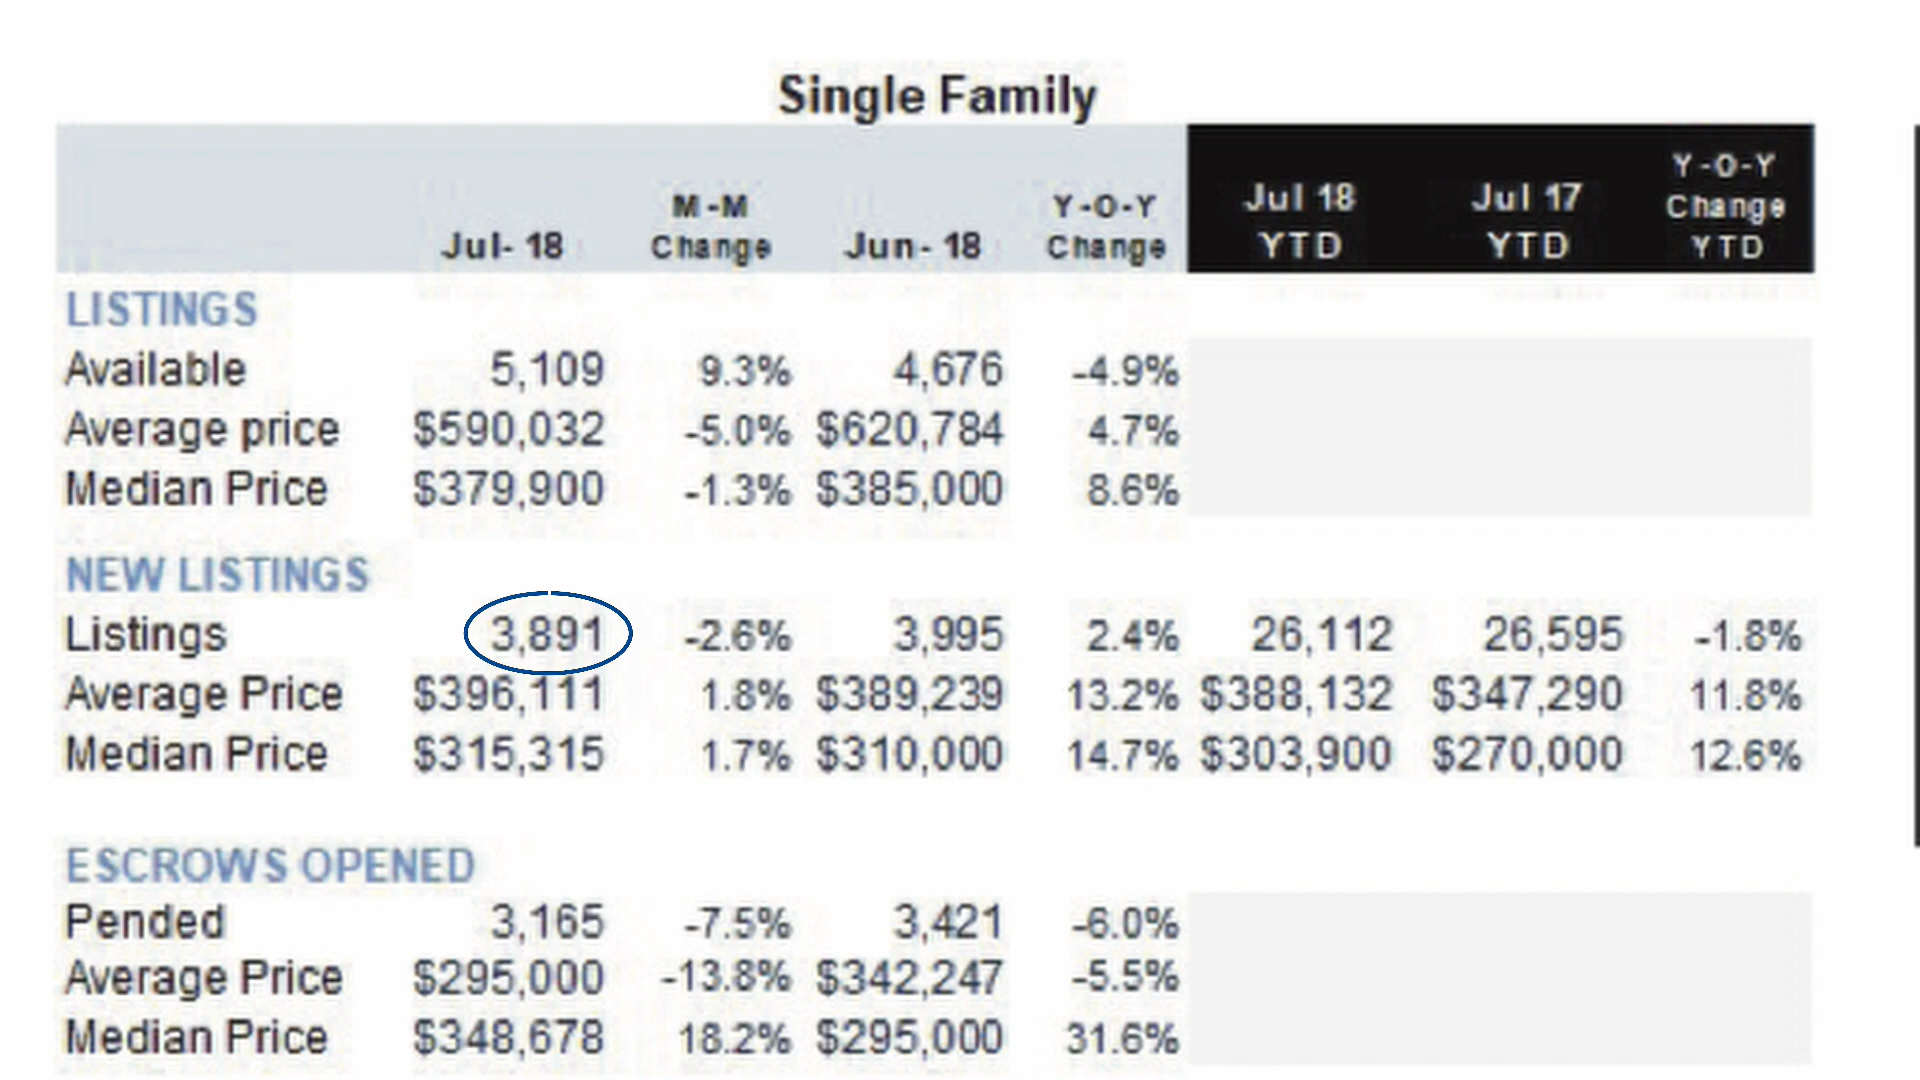 Single Family
Jul- 18 M-M Change Jun- 18 Y-O-Y Change Jul 18 YTD Jul 17 YTD Y-O-Y Change YTD
LISTINGS
Available 5,109 9.3% 4,676 -4.9%
Average price $590,032 -5.0% $620,784 4.7%
Median Price $379,900 -1.3% $385,000 8.6%
NEW LISTINGS
Listings 3,891 -2.6% 3,995 2.4% 26,112 26,595 -1.8%
Average Price $396,111 1.8% $389,239 13.2% $388,132 $347,290 11.8%
Median Price $315,315 1.7% $310,000 14.7% $303,900 $270,000 12.6%
ESCROWS OPENED
Pended 3,165 -7.5% 3,421 -6.0%
Average Price $295,000 -13.8% $342,247 -5.5%
Median Price $348,678 18.2% $295,000 31.6%